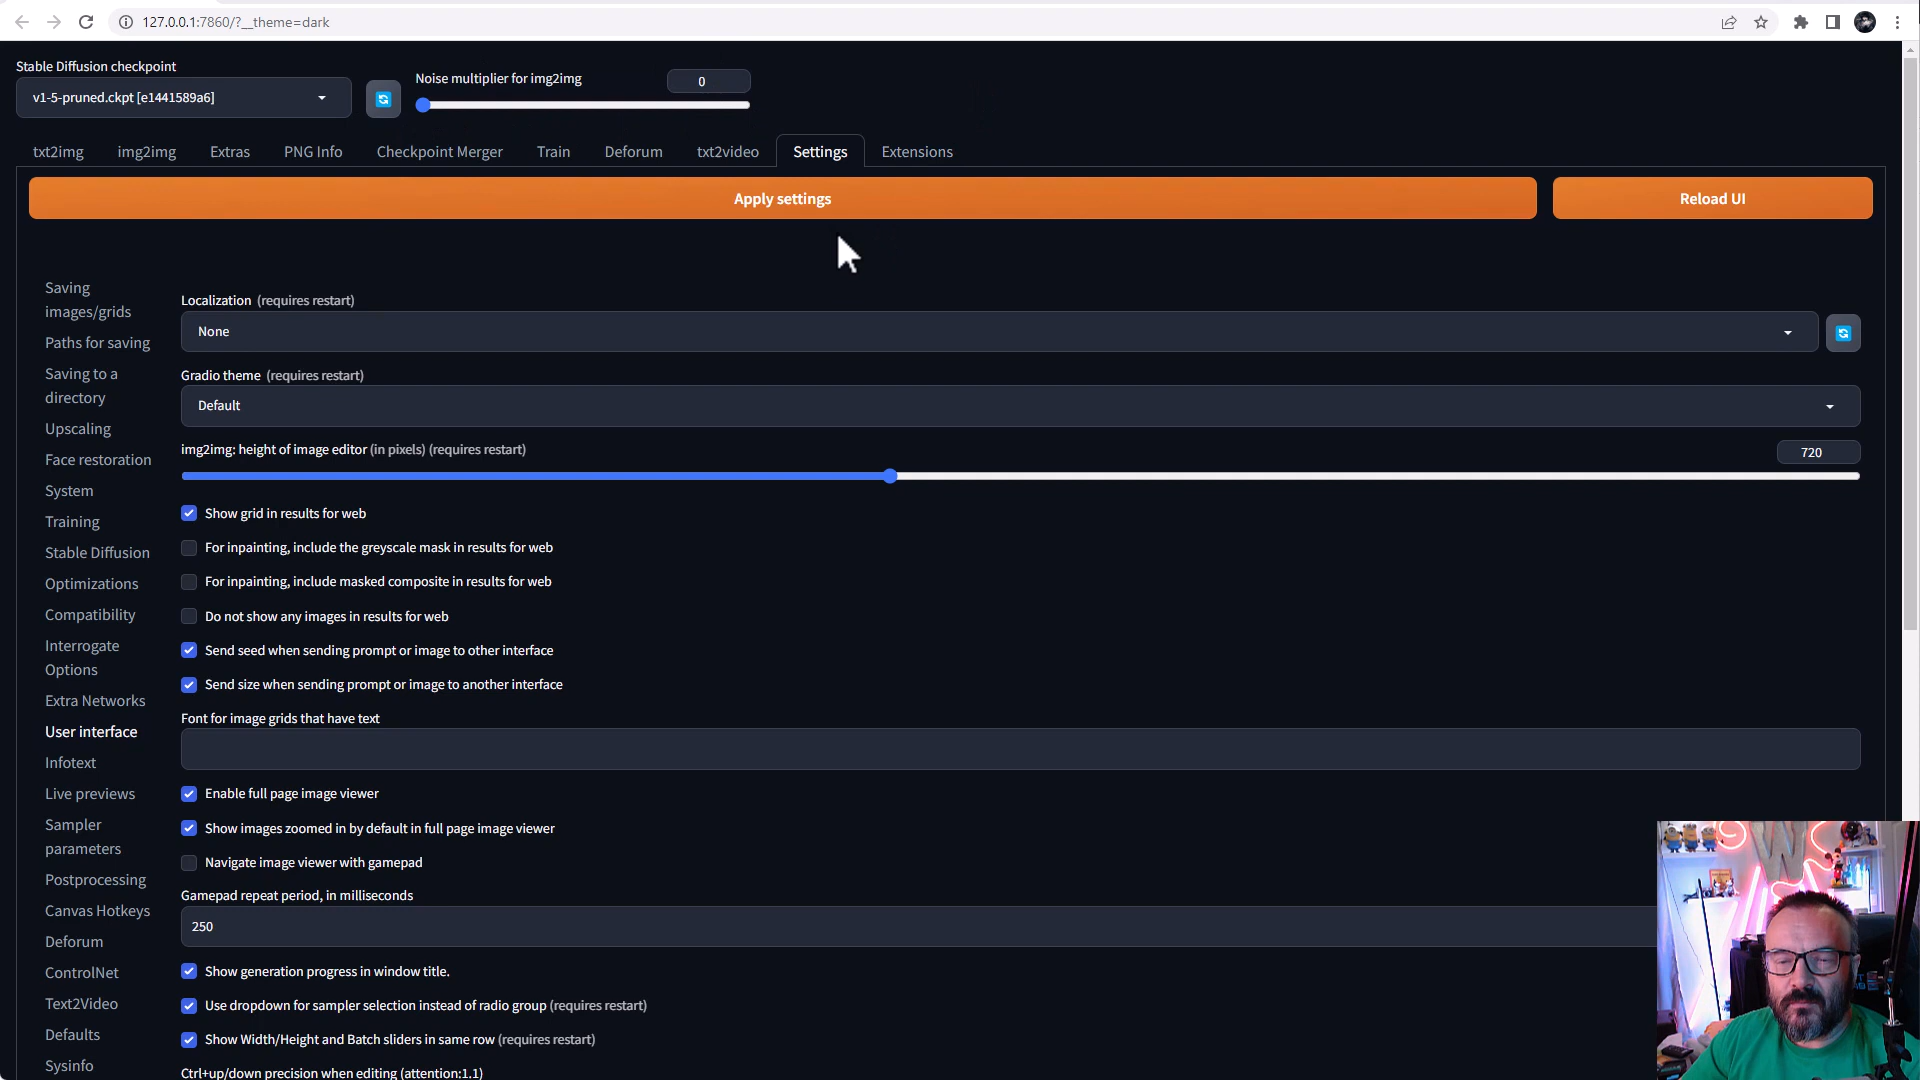 127.0.0.1:7860/?__theme=dark
Stable Diffusion checkpoint
v1-5-pruned.ckpt [e1441589a6]
Noise multiplier for img2img
0
txt2img
img2img
Extras
PNG Info
Checkpoint Merger
Train
Deforum
txt2video
Settings
Extensions
Apply settings
Reload UI
Saving
images/grids
Paths for saving
Saving to a
directory
Upscaling
Face restoration
System
Training
Stable Diffusion
Optimizations
Compatibility
Interrogate
Options
Extra Networks
User interface
Infotext
Live previews
Sampler
parameters
Postprocessing
Canvas Hotkeys
Deforum
ControlNet
Text2Video
Defaults
Sysinfo
Localization (requires restart)
None
Gradio theme (requires restart)
Default
img2img: height of image editor (in pixels) (requires restart)
720
Show grid in results for web
For inpainting, include the greyscale mask in results for web
For inpainting, include masked composite in results for web
Do not show any images in results for web
Send seed when sending prompt or image to other interface
Send size when sending prompt or image to another interface
Font for image grids that have text
Enable full page image viewer
Show images zoomed in by default in full page image viewer
Navigate image viewer with gamepad
Gamepad repeat period, in milliseconds
250
Show generation progress in window title.
Use dropdown for sampler selection instead of radio group (requires restart)
Show Width/Height and Batch sliders in same row (requires restart)
Ctrl+up/down precision when editing (attention:1.1)